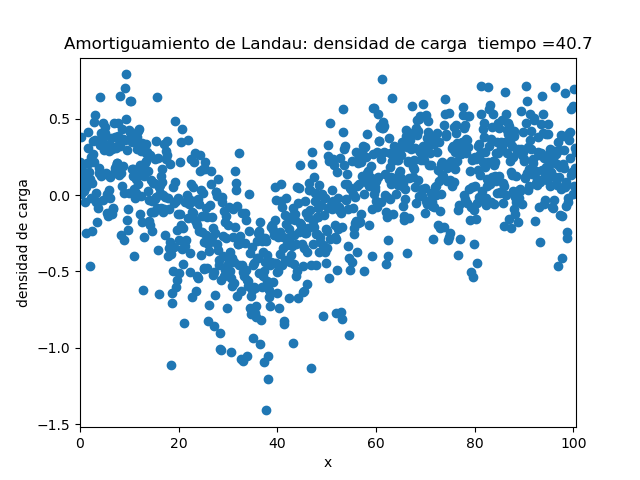 Amortiguamiento de Landau: densidad de carga  tiempo =40.7
0.5
0.0
−0.5
−1.0
−1.5
densidad de carga
0 20 40 60 80 100
x